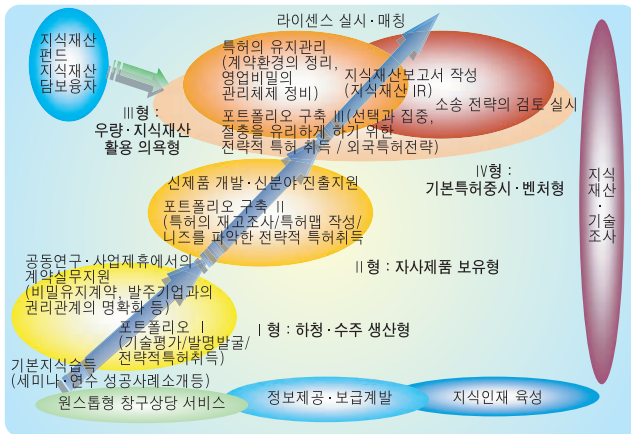 라이센스 실시·매칭
지식재산
펀드
지식재산
담보융자
특허의 유지관리
(계약환경의 정리,
영업비밀의
관리체제 정비)
지식재산보고서 작성
(지식재산 IR)
소송 전략의 검토 실시
Ⅲ형 :
우량·지식재산
활용 의욕형
포트폴리오 구축 Ⅲ(선택과 집중,
절충을 유리하게 하기 위한
전략적 특허 취득 / 외국특허전략)
Ⅳ형 :
기본특허중시·벤처형
지식
재산
·
기술
조사
신제품 개발·신분야 진출지원
포트폴리오 구축 Ⅱ
(특허의 재고조사/특허맵 작성/
니즈를 파악한 전략적 특허취득
Ⅱ형 : 자사제품 보유형
공동연구·사업제휴에서의
계약실무지원
(비밀유지계약, 발주기업과의
권리관계의 명확화 등)
포트폴리오 Ⅰ
(기술평가/발명발굴/
전략적특허취득)
Ⅰ형 : 하청·수주 생산형
기본지식습득
(세미나·연수 성공사례소개등)
원스톱형 창구상담 서비스
정보제공·보급계발
지식인재 육성